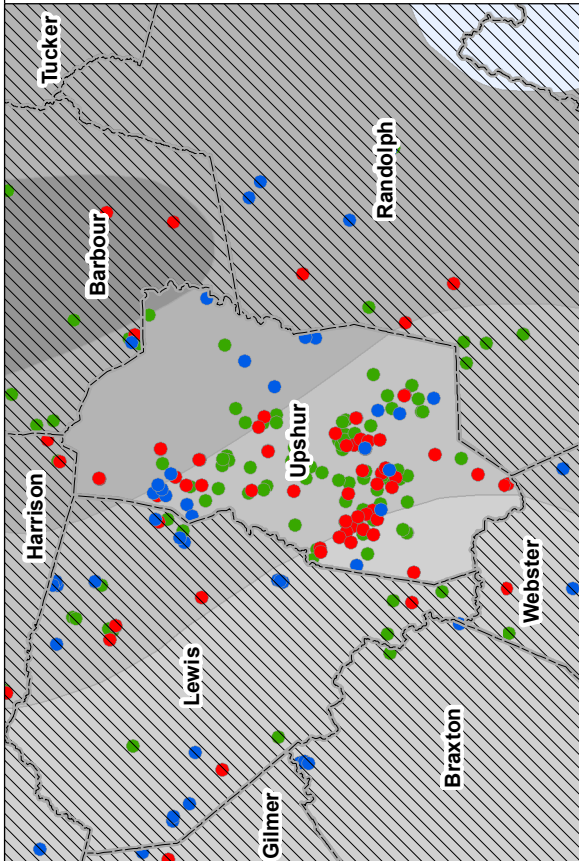 Tucker
Randolph
Barbour
Upshur
Harrison
Webster
Lewis
Braxton
Gilmer